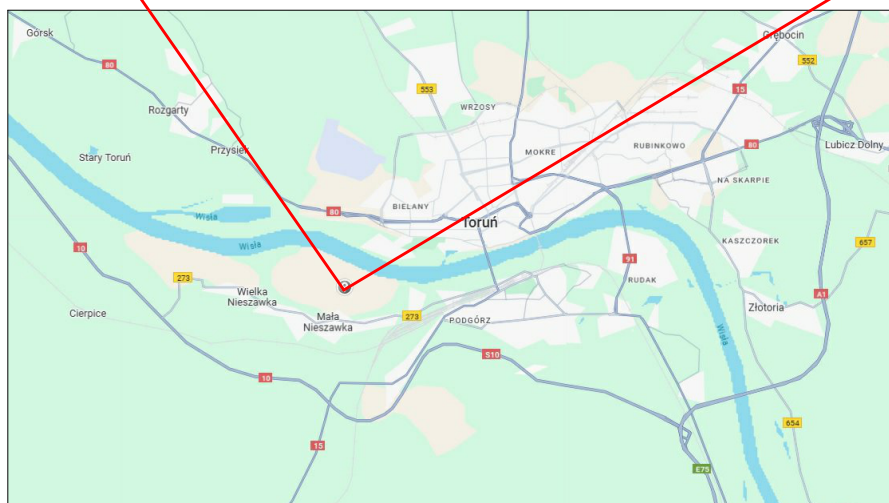 Górsk
Grębocin
80
552
553
15
WRZOSY
Rozgarty
MOKRE
RUBINKOWO
80
Lubicz Dolny
Przysiek
Stary Toruń
NA SKARPIE
BIELANY
80
Toruń
Wisła
Wisła
KASZCZOREK
657
10
273
91
RUDAK
Wielka
Nieszawka
A1
Złotoria
Cierpice
Mała
Nieszawka
273
PODGÓRZ
Wisła
S10
10
654
15
E75